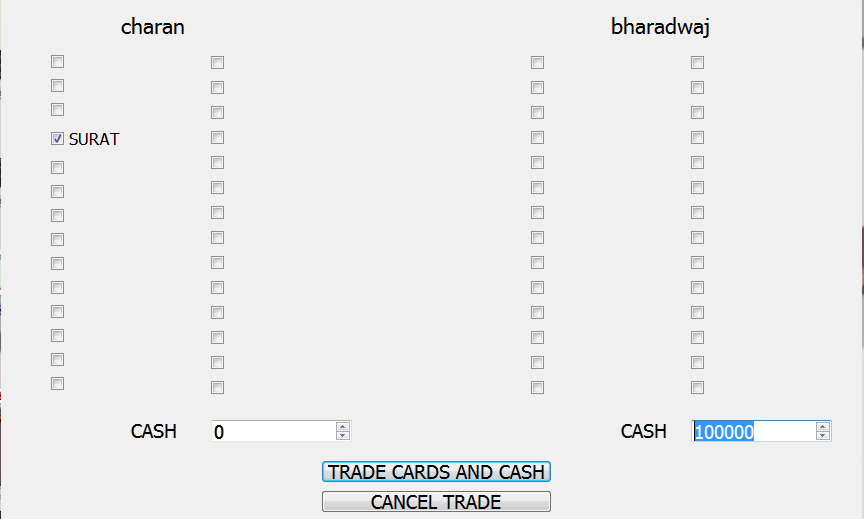 charan bharadwaj
SURAT
CASH 0 CASH 100000
TRADE CARDS AND CASH
CANCEL TRADE